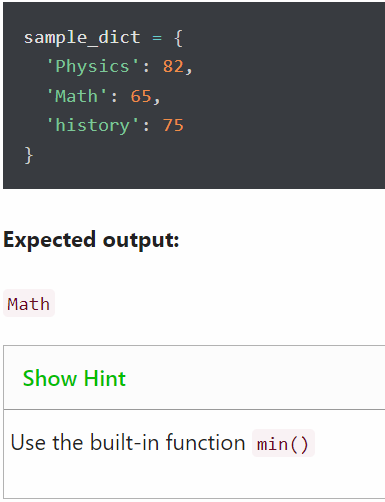 sample_dict = {
  'Physics': 82,
  'Math': 65,
  'history': 75
}
Expected output:
Math
Show Hint
Use the built-in function min()